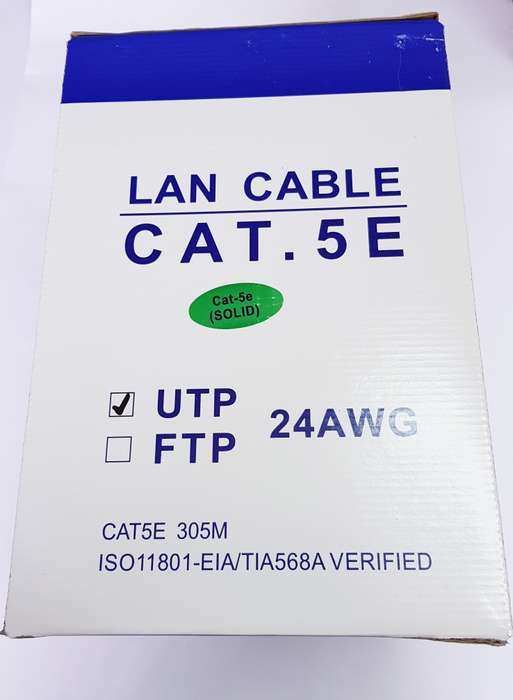 LAN CABLE
CAT.5E
Cat-5e
(SOLID)
UTP
24AWG
FTP
CAT5E 305M
ISO11801-EIA/TIA568A VERIFIED